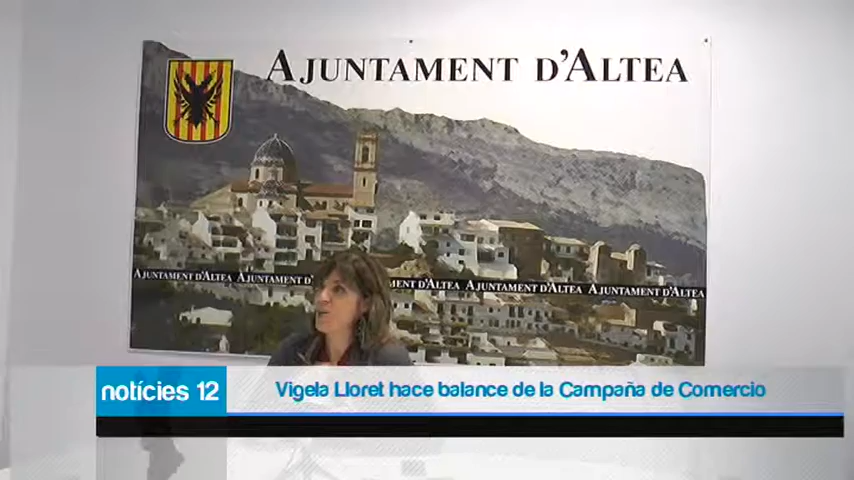 AJUNTAMENT D'ALTEA
AJUNTAMENT D'ALTEA AJUNTAMENT D' MENT D'ALTEA AJUNTAMENT D'ALTEA AJUNTAMENT D'ALTEA
notícies 12
Vigela Lloret hace balance de la Campaña de Comercio